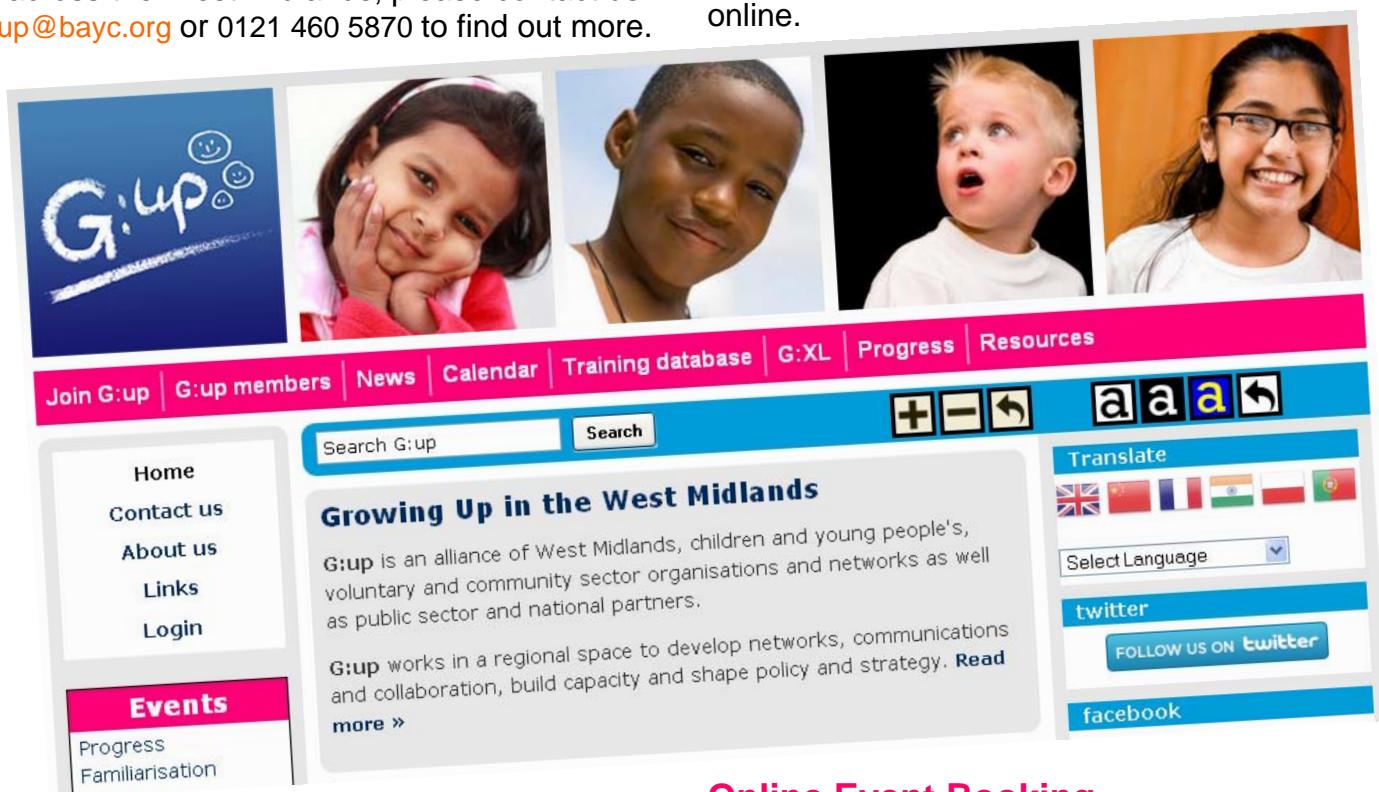 up@bayc.org or 0121 460 5870 to find out more.
online.
G:up
Join G:up G:up members News Calendar Training database G:XL Progress Resources
Search G:up Search
a a a
Home
Contact us
About us
Links
Login
Events
Progress
Familiarisation
Growing Up in the West Midlands
G:up is an alliance of West Midlands, children and young people's,
voluntary and community sector organisations and networks as well
as public sector and national partners.
G:up works in a regional space to develop networks, communications
and collaboration, build capacity and shape policy and strategy. Read
more »
Translate
Select Language
twitter
FOLLOW US ON twitter
facebook
Online Event Booking